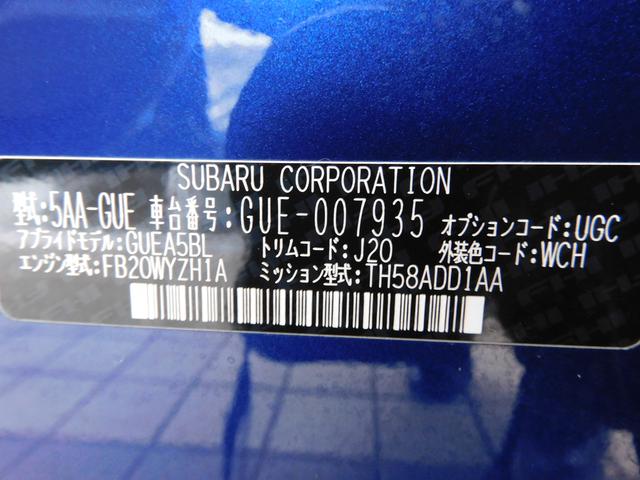 SUBARU CORPORATION
型式:5AA-GUE 車台番号:GUE-007935 オプションコード:UGC
アプライドモデル:GUEA5BL トリムコード:J20 外装色コード:WCH
エンジン型式:FB20WYZH1A ミッション型式:TH58ADD1AA